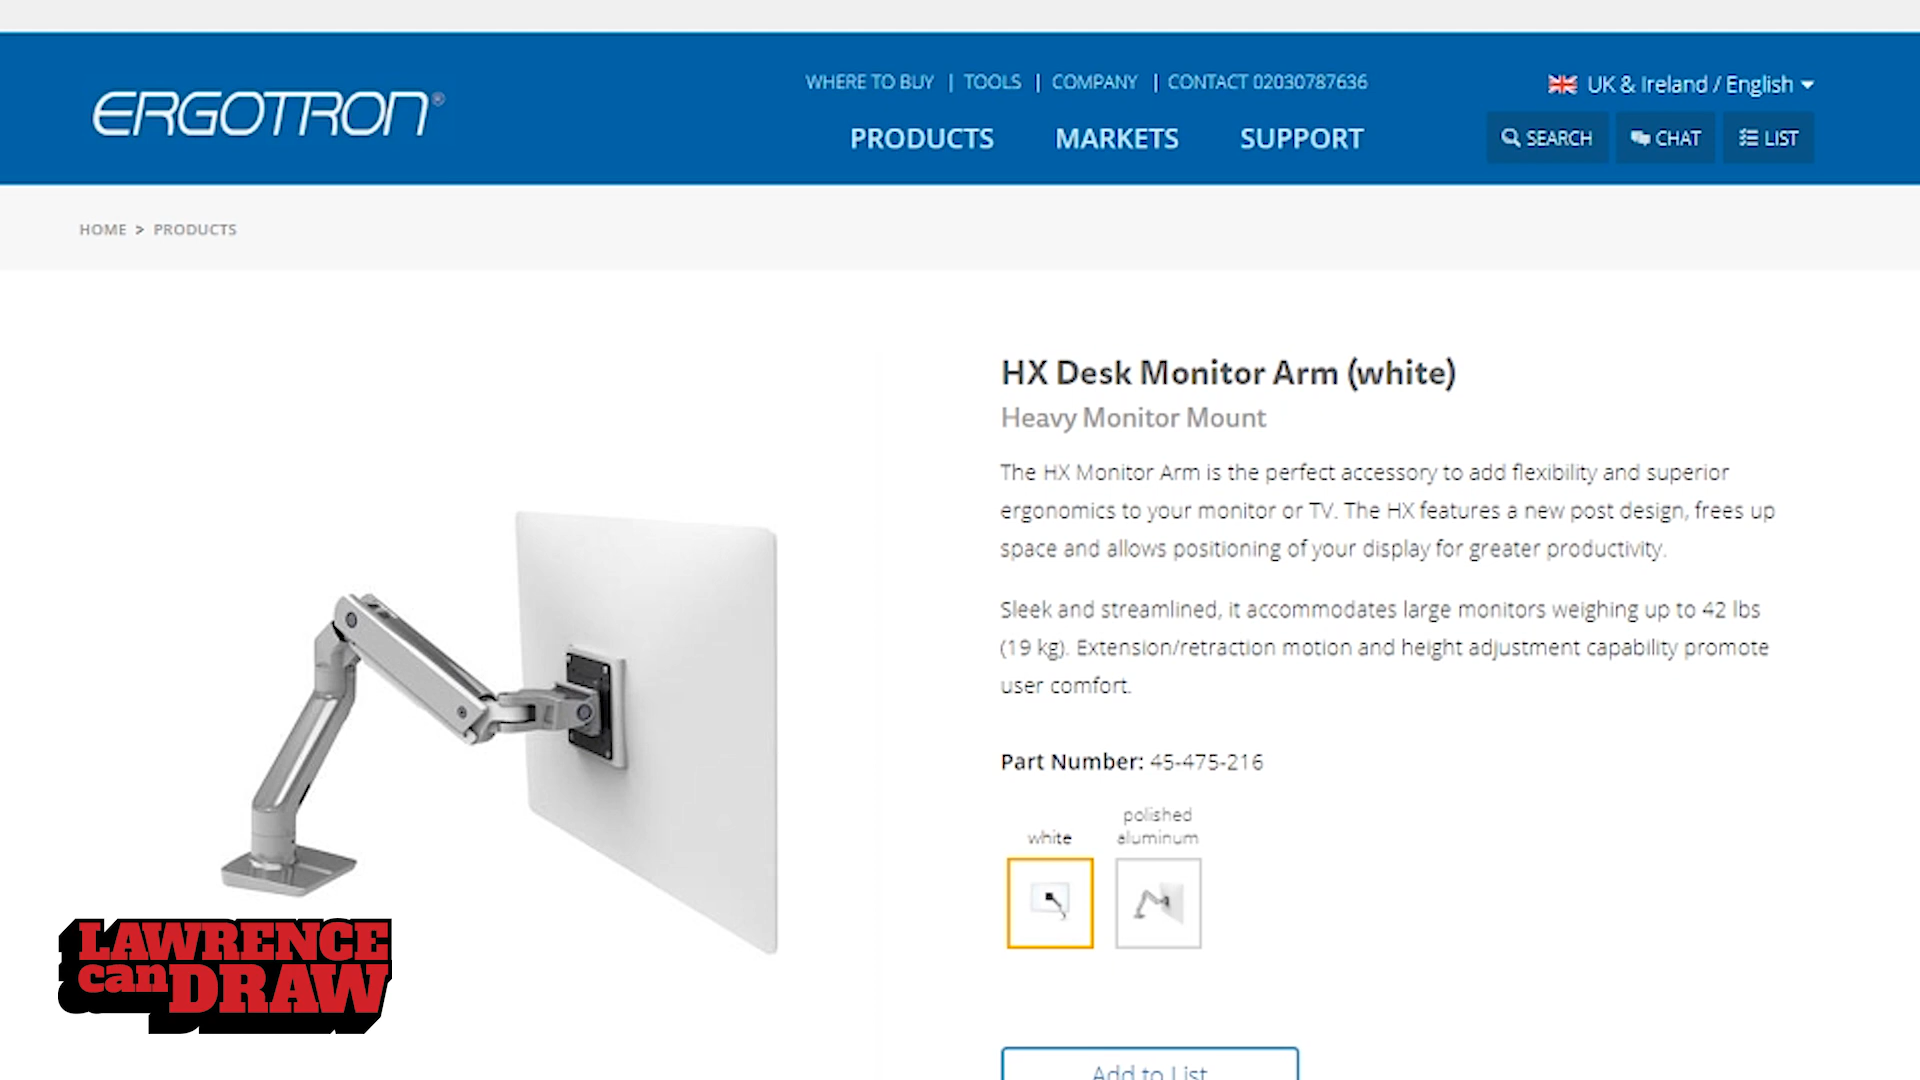 WHERE TO BUY | TOOLS | COMPANY | CONTACT 02030787636
UK & Ireland / English
ERGOTRON®
PRODUCTS MARKETS SUPPORT
SEARCH CHAT LIST
HOME > PRODUCTS
HX Desk Monitor Arm (white)
Heavy Monitor Mount
The HX Monitor Arm is the perfect accessory to add flexibility and superior
ergonomics to your monitor or TV. The HX features a new post design, frees up
space and allows positioning of your display for greater productivity.
Sleek and streamlined, it accommodates large monitors weighing up to 42 lbs
(19 kg). Extension/retraction motion and height adjustment capability promote
user comfort.
Part Number: 45-475-216
white
polished
aluminum
Add to List
LAWRENCE
can DRAW